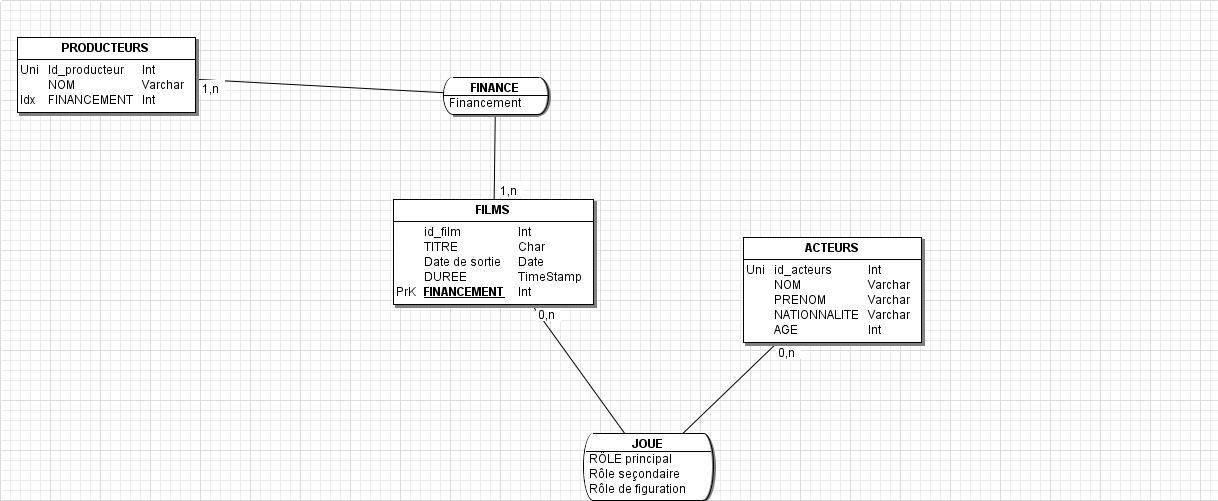 PRODUCTEURS
Uni Id_producteur Int
NOM Varchar
Idx FINANCEMENT Int
1,n
FINANCE
Financement
1,n
FILMS
id_film Int
TITRE Char
Date de sortie Date
DUREE TimeStamp
PrK FINANCEMENT Int
0,n
ACTEURS
Uni id_acteurs Int
NOM Varchar
PRENOM Varchar
NATIONNALITE Varchar
AGE Int
0,n
JOUE
RÔLE principal
Rôle seçondaire
Rôle de figuration